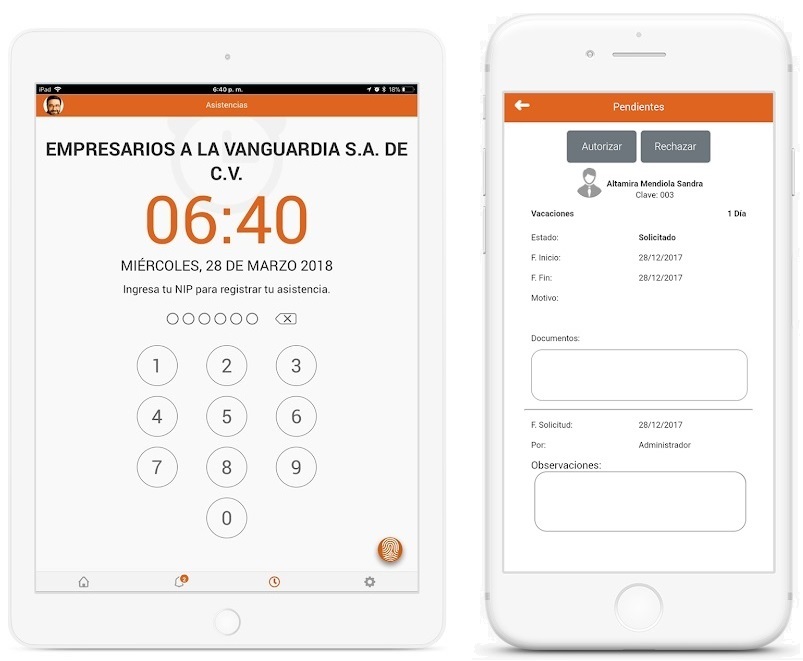 iPad 6:40 p. m. 18%
Asistencias
EMPRESARIOS A LA VANGUARDIA S.A. DE
C.V.
06:40
MIÉRCOLES, 28 DE MARZO 2018
Ingresa tu NIP para registrar tu asistencia.
1 2 3
4 5 6
7 8 9
0
2
Pendientes
Autorizar Rechazar
Altamira Mendiola Sandra
Clave: 003
Vacaciones 1 Día
Estado: Solicitado
F. Inicio: 28/12/2017
F. Fin: 28/12/2017
Motivo:
Documentos:
F. Solicitud: 28/12/2017
Por: Administrador
Observaciones: